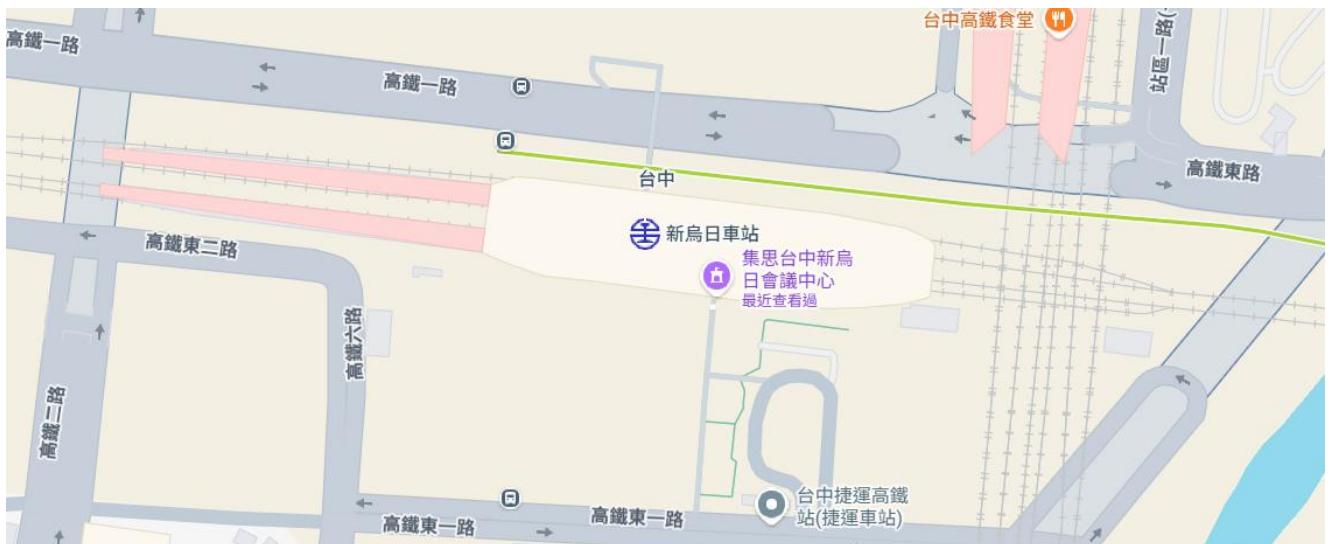 高鐵一路
高鐵一路
台中高鐵食堂
站區一路(
高鐵東路
台中
新烏日車站
集思台中新烏
日會議中心
最近查看過
高鐵東二路
高鐵六路
高鐵二路
高鐵東一路
高鐵東一路
台中捷運高鐵
站(捷運車站)